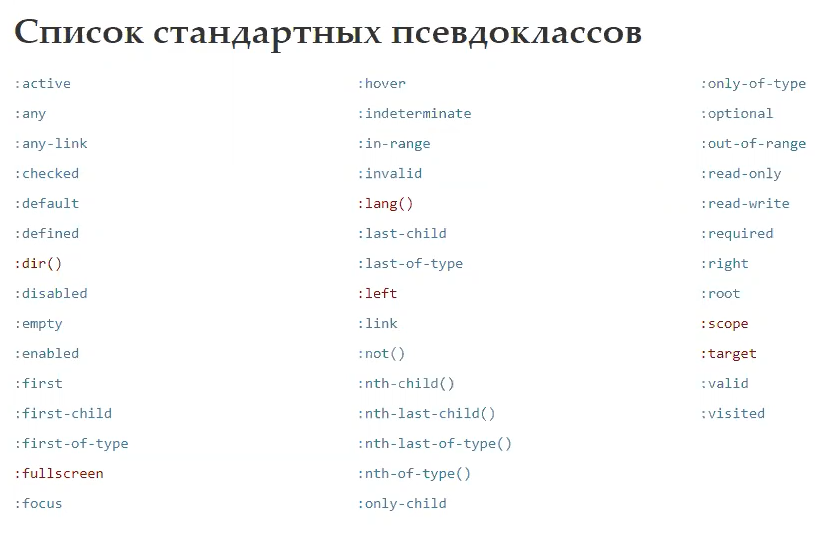 Список стандартных псевдоклассов
:active
:any
:any-link
:checked
:default
:defined
:dir()
:disabled
:empty
:enabled
:first
:first-child
:first-of-type
:fullscreen
:focus
:hover
:indeterminate
:in-range
:invalid
:lang()
:last-child
:last-of-type
:left
:link
:not()
:nth-child()
:nth-last-child()
:nth-last-of-type()
:nth-of-type()
:only-child
:only-of-type
:optional
:out-of-range
:read-only
:read-write
:required
:right
:root
:scope
:target
:valid
:visited